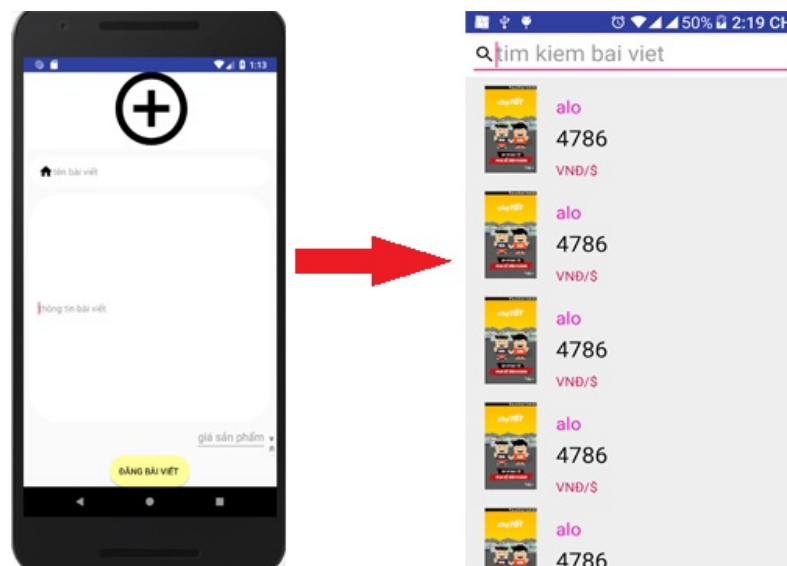 1:13
tên bài viết
thông tin bài viết
giá sản phẩm
ĐĂNG BÀI VIẾT
50% 2:19 CH
tim kiem bai viet
alo
4786
VNĐ/$
alo
4786
VNĐ/$
alo
4786
VNĐ/$
alo
4786
VNĐ/$
alo
4786